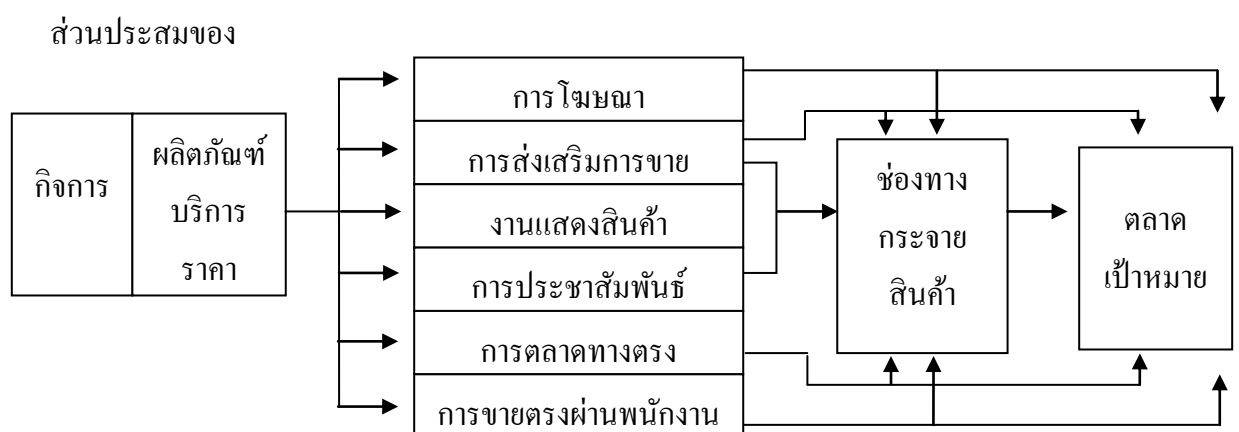 ส่วนประสมของ
กิจการ
ผลิตภัณฑ์
บริการ
ราคา
การโฆษณา
การส่งเสริมการขาย
งานแสดงสินค้า
การประชาสัมพันธ์
การตลาดทางตรง
การขายตรงผ่านพนักงาน
ช่องทาง
กระจาย
สินค้า
ตลาด
เป้าหมาย